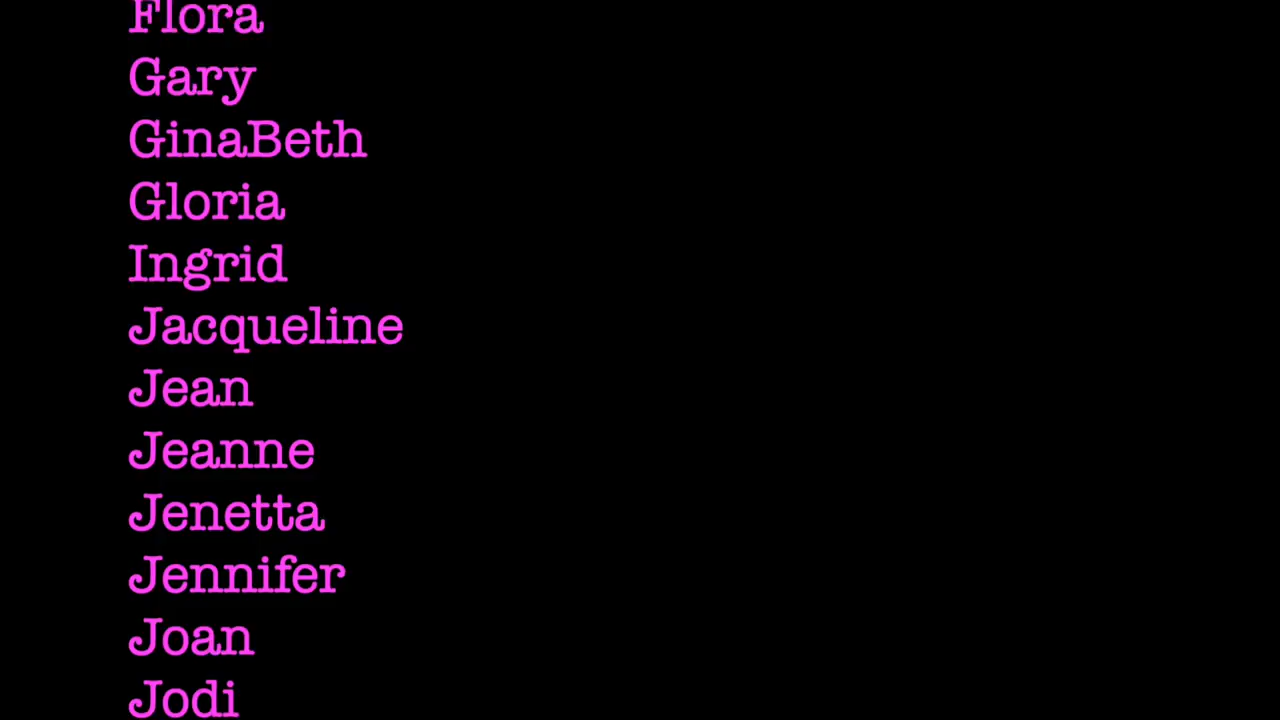 Flora
Gary
GinaBeth
Gloria
Ingrid
Jacqueline
Jean
Jeanne
Jenetta
Jennifer
Joan
Jodi